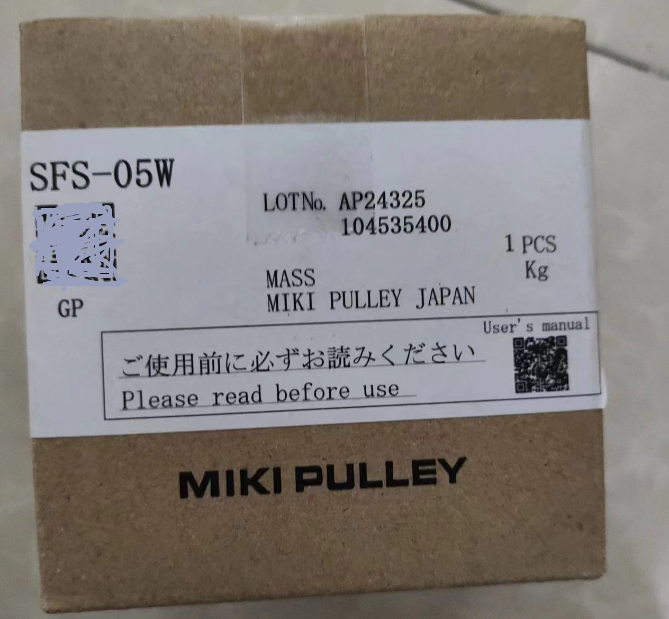 SFS-05W
LOTNo. AP24325
104535400
1 PCS
Kg
GP
MASS
MIKI PULLEY JAPAN
User's manual
ご使用前に必ずお読みください
Please read before use
MIKI PULLEY